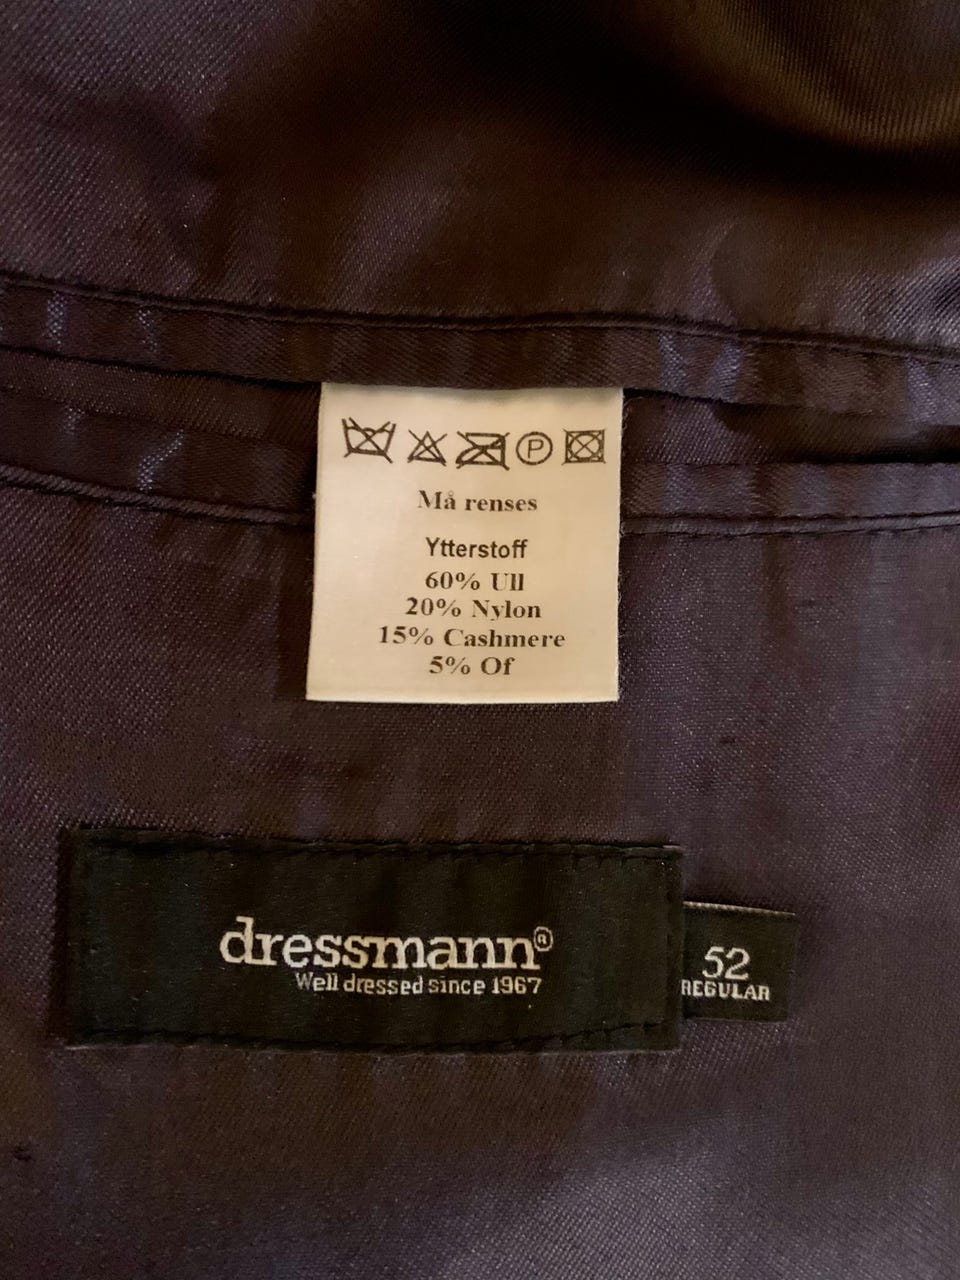 P
Må renses
Ytterstoff
60% Ull
20% Nylon
15% Cashmere
5% Of
dressmann®
Well dressed since 1967
52
REGULAR